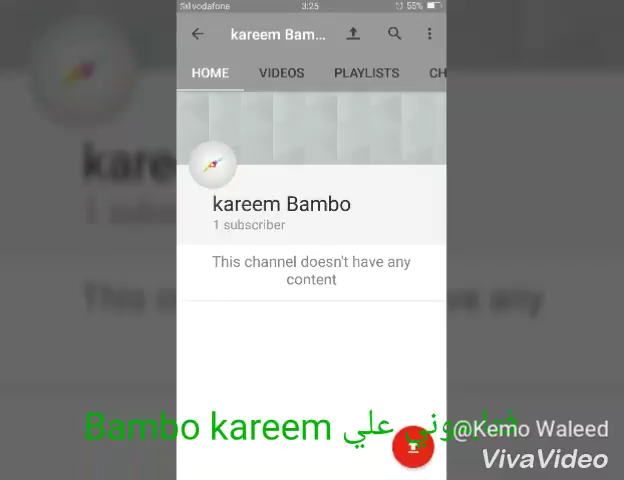 vodafone 3:25 55%
kareem Bam...
HOME VIDEOS PLAYLISTS CH
kareem Bambo
1 subscriber
This channel doesn't have any
content
علي Bambo kareem
@Kemo Waleed
VivaVideo